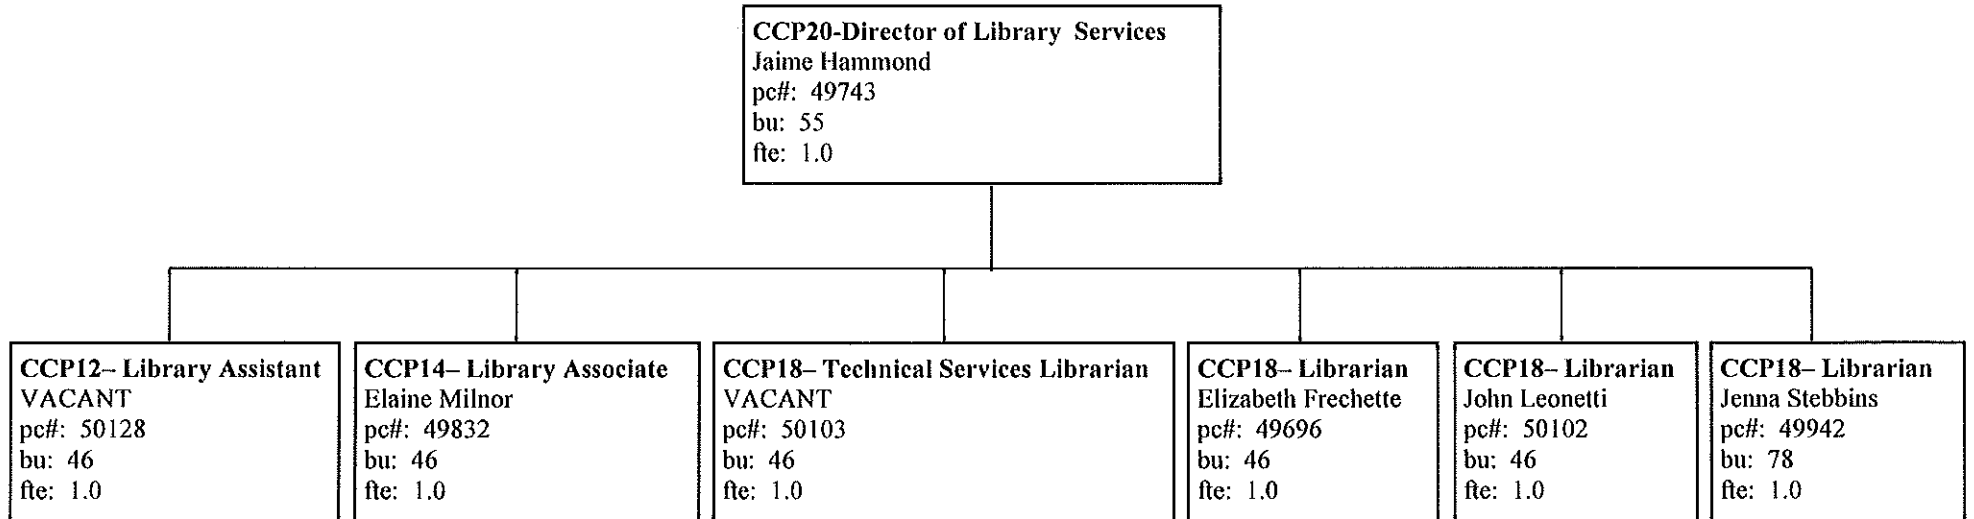 CCP20-Director of Library Services
Jaime Hammond
pc#: 49743
bu: 55
fte: 1.0
CCP12– Library Assistant
VACANT
pc#: 50128
bu: 46
fte: 1.0
CCP14– Library Associate
Elaine Milnor
pc#: 49832
bu: 46
fte: 1.0
CCP18– Technical Services Librarian
VACANT
pc#: 50103
bu: 46
fte: 1.0
CCP18– Librarian
Elizabeth Frechette
pc#: 49696
bu: 46
fte: 1.0
CCP18– Librarian
John Leonetti
pc#: 50102
bu: 46
fte: 1.0
CCP18– Librarian
Jenna Stebbins
pc#: 49942
bu: 78
fte: 1.0